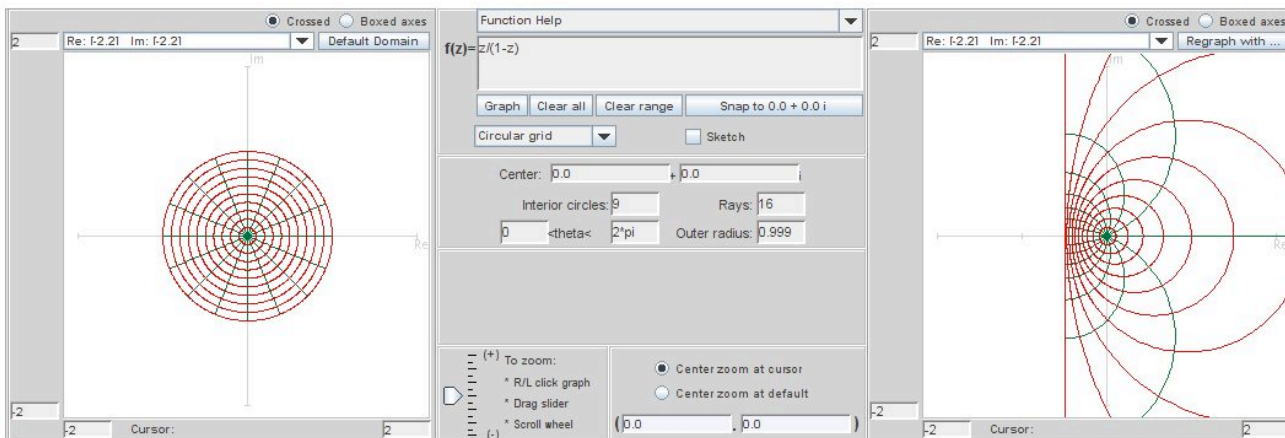 Crossed Boxed axes
2 Re: [-2.2] Im: [-2.2] Default Domain
Im
Re
-2
-2 Cursor: 2
Function Help
f(z)= z/(1-z)
Graph Clear all Clear range Snap to 0.0 + 0.0 i
Circular grid Sketch
Center: 0.0 + 0.0 i
Interior circles: 9 Rays: 16
0 <theta< 2*pi Outer radius: 0.999
(+) To zoom:
* R/L click graph
* Drag slider
(-) * Scroll wheel
Center zoom at cursor
Center zoom at default
( 0.0 , 0.0 )
Crossed Boxed axes
2 Re: [-2.2] Im: [-2.2] Regraph with ...
Im
Re
-2
-2 Cursor: 2